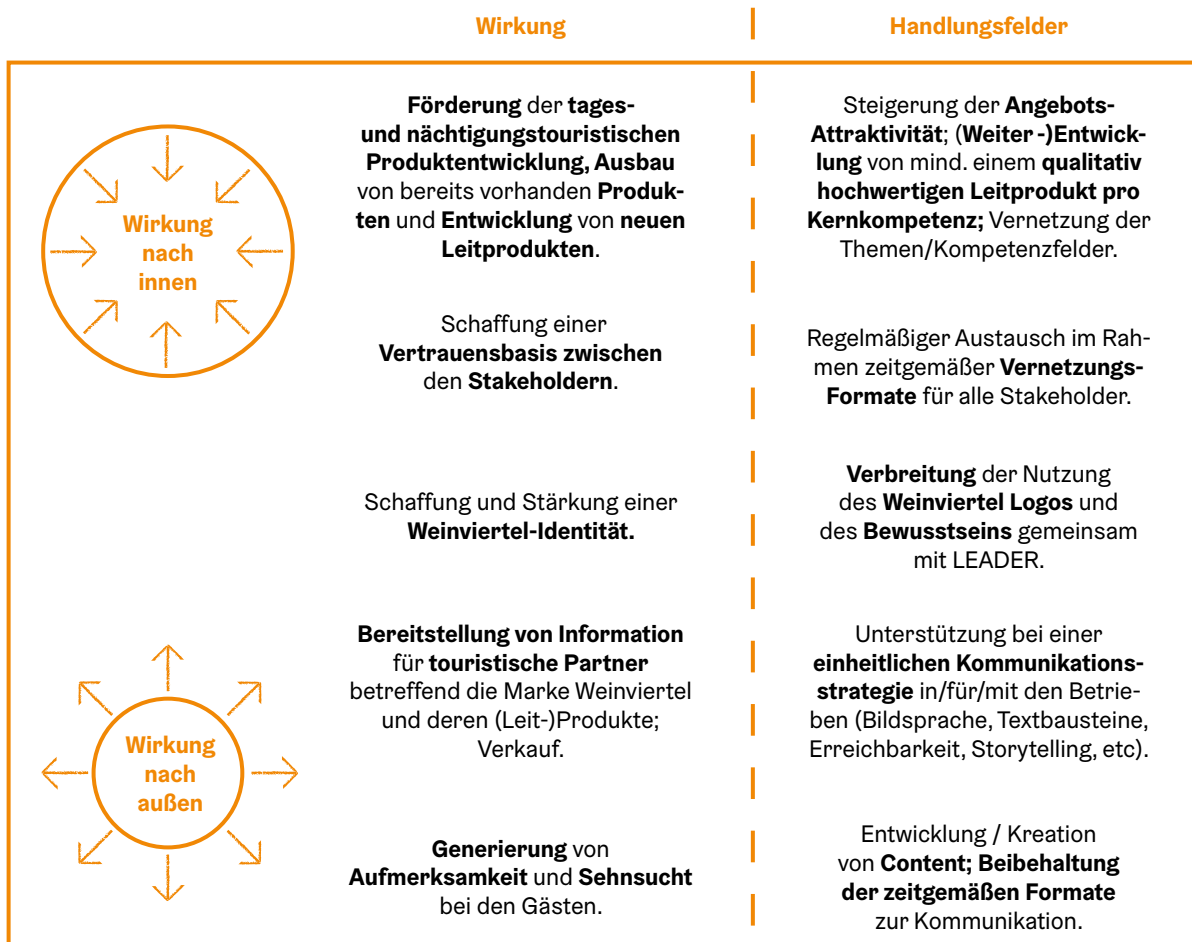 Wirkung
Handlungsfelder
Wirkung
nach
innen
Förderung der tages-
und nächtigungstouristischen
Produktentwicklung, Ausbau
von bereits vorhanden Produk-
ten und Entwicklung von neuen
Leitprodukten.
Steigerung der Angebots-
Attraktivität; (Weiter -)Entwick-
lung von mind. einem qualitativ
hochwertigen Leitprodukt pro
Kernkompetenz; Vernetzung der
Themen/Kompetenzfelder.
Schaffung einer
Vertrauensbasis zwischen
den Stakeholdern.
Regelmäßiger Austausch im Rah-
men zeitgemäßer Vernetzungs-
Formate für alle Stakeholder.
Schaffung und Stärkung einer
Weinviertel-Identität.
Verbreitung der Nutzung
des Weinviertel Logos und
des Bewusstseins gemeinsam
mit LEADER.
Wirkung
nach
außen
Bereitstellung von Information
für touristische Partner
betreffend die Marke Weinviertel
und deren (Leit-)Produkte;
Verkauf.
Unterstützung bei einer
einheitlichen Kommunikations-
strategie in/für/mit den Betrie-
ben (Bildsprache, Textbausteine,
Erreichbarkeit, Storytelling, etc).
Generierung von
Aufmerksamkeit und Sehnsucht
bei den Gästen.
Entwicklung / Kreation
von Content; Beibehaltung
der zeitgemäßen Formate
zur Kommunikation.